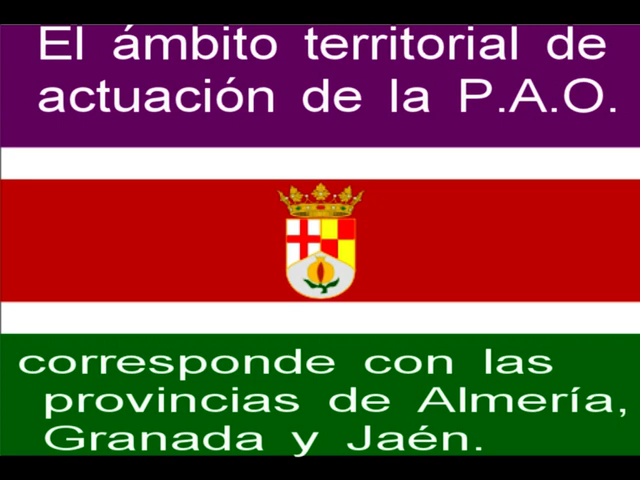 El ámbito territorial de
actuación de la P.A.O.
corresponde con las
provincias de Almería,
Granada y Jaén.